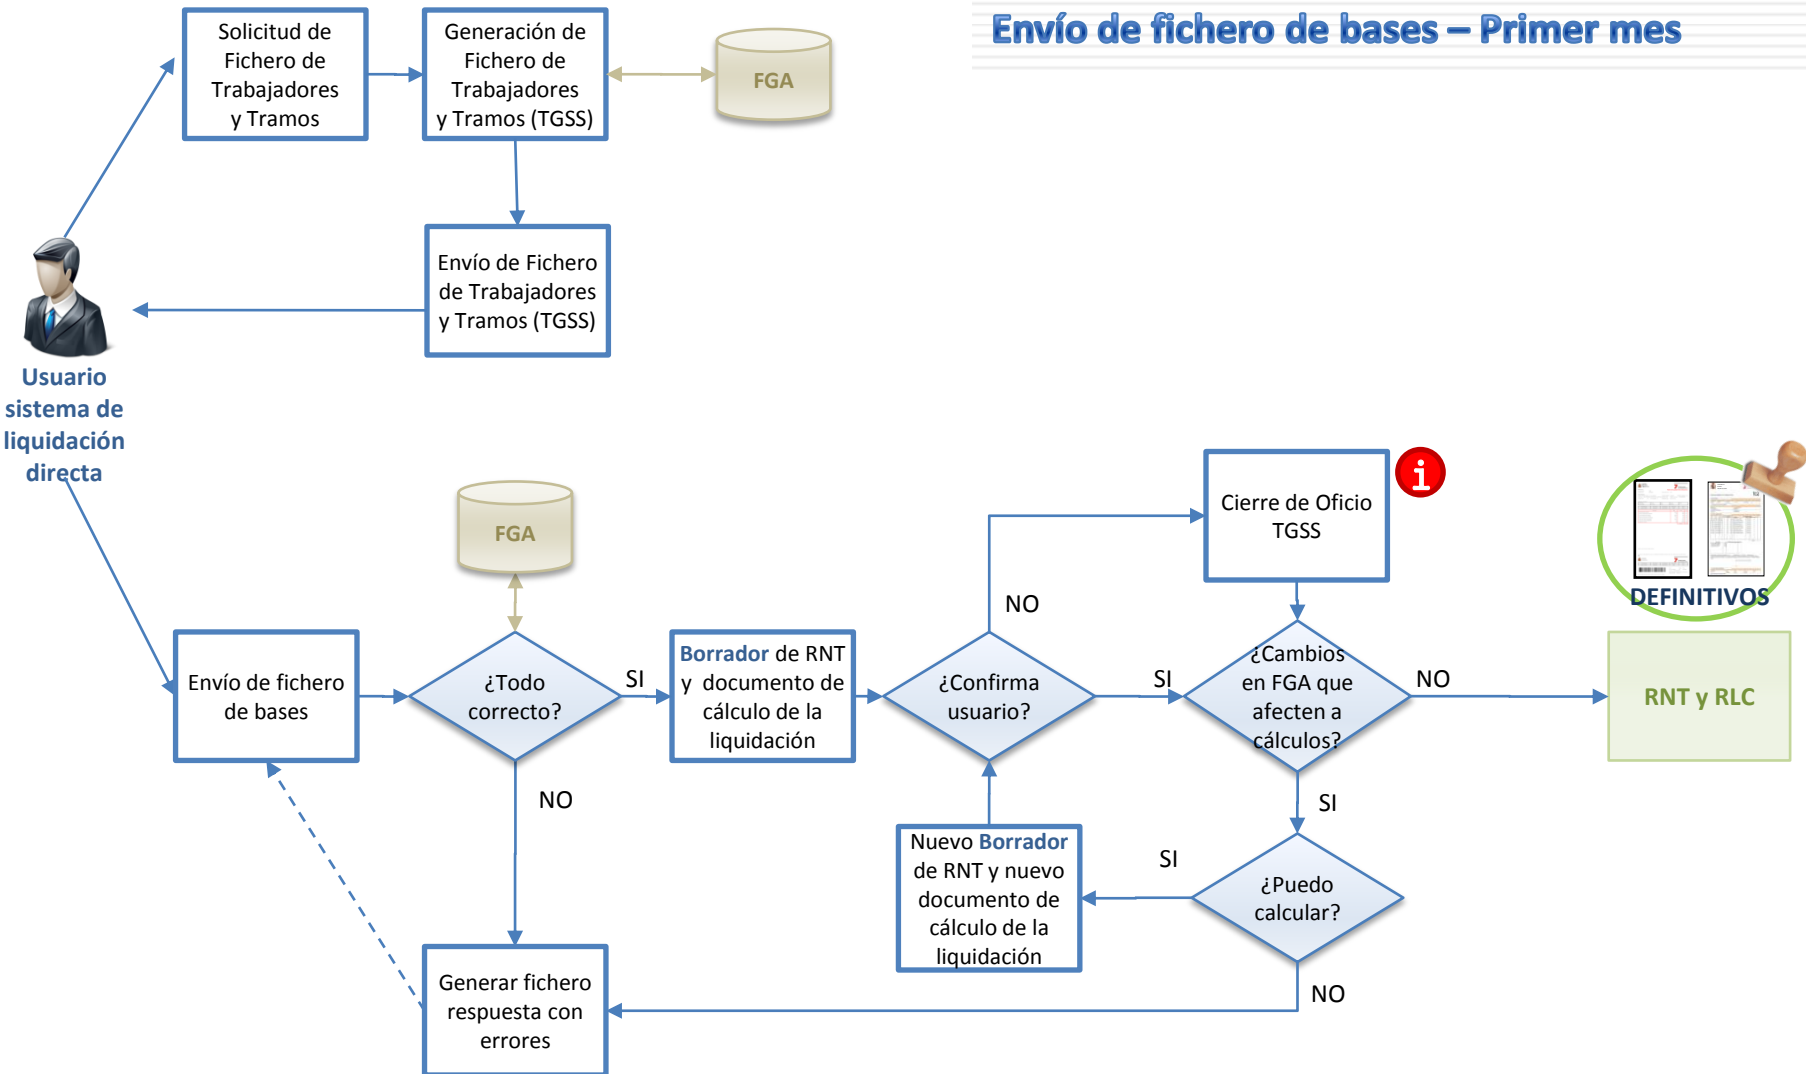 Envío de fichero de bases – Primer mes
Solicitud de
Fichero de
Trabajadores
y Tramos
Generación de
Fichero de
Trabajadores
y Tramos (TGSS)
FGA
Envío de Fichero
de Trabajadores
y Tramos (TGSS)
Usuario
sistema de
liquidación
directa
FGA
Envío de fichero
de bases
¿Todo
correcto?
SI
NO
Borrador de RNT
y documento de
cálculo de la
liquidación
¿Confirma
usuario?
NO
SI
Cierre de Oficio
TGSS
i
¿Cambios
en FGA que
afecten a
cálculos?
NO
SI
DEFINITIVOS
RNT y RLC
Nuevo Borrador
de RNT y nuevo
documento de
cálculo de la
liquidación
SI
¿Puedo
calcular?
NO
Generar fichero
respuesta con
errores